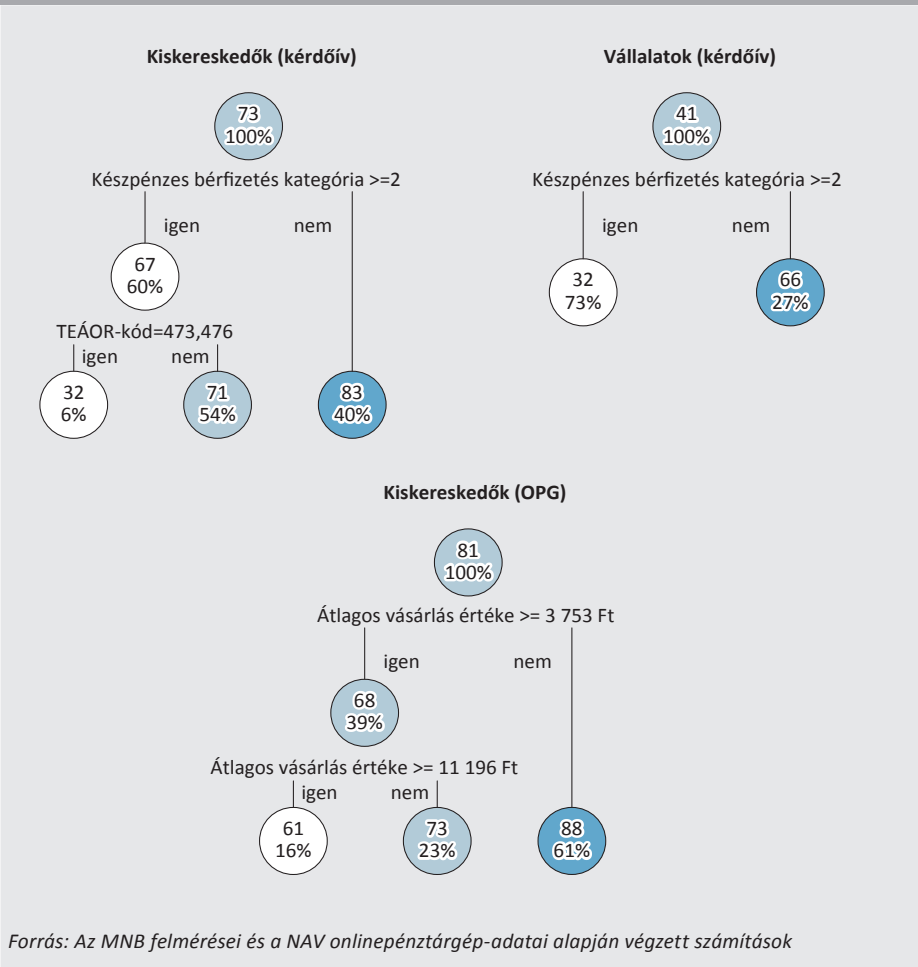 Kiskereskedők (kérdőív)
73
100%
Készpénzes bérfizetés kategória >=2
igen
nem
67
60%
TEÁOR-kód=473,476
igen
nem
32
6%
71
54%
83
40%
Vállalatok (kérdőív)
41
100%
Készpénzes bérfizetés kategória >=2
igen
nem
32
73%
66
27%
Kiskereskedők (OPG)
81
100%
Átlagos vásárlás értéke >= 3 753 Ft
igen
nem
68
39%
Átlagos vásárlás értéke >= 11 196 Ft
igen
nem
61
16%
73
23%
88
61%
Forrás: Az MNB felmérései és a NAV onlinepénztárgép-adatai alapján végzett számítások